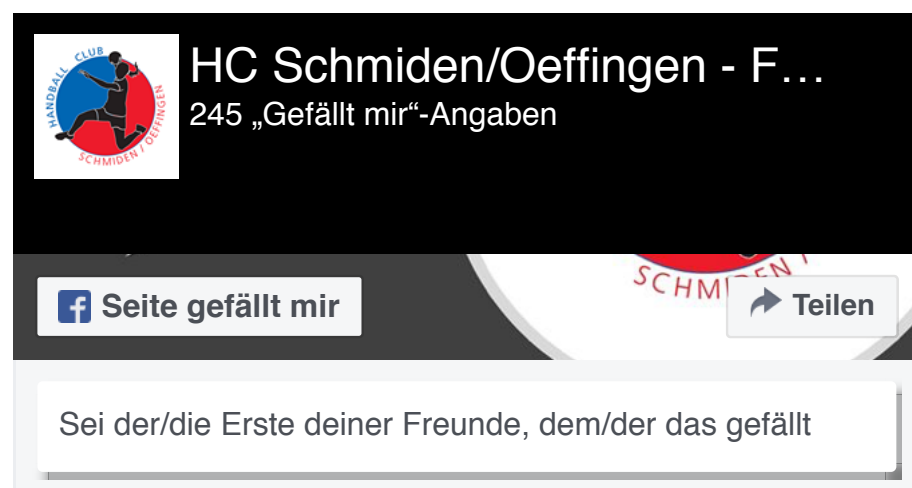 HC Schmiden/Oeffingen - F…
245 „Gefällt mir“-Angaben
HANDBALL CLUB
SCHMIDEN / OEFFINGEN
SCHMIDEN /
Seite gefällt mir
Teilen
Sei der/die Erste deiner Freunde, dem/der das gefällt